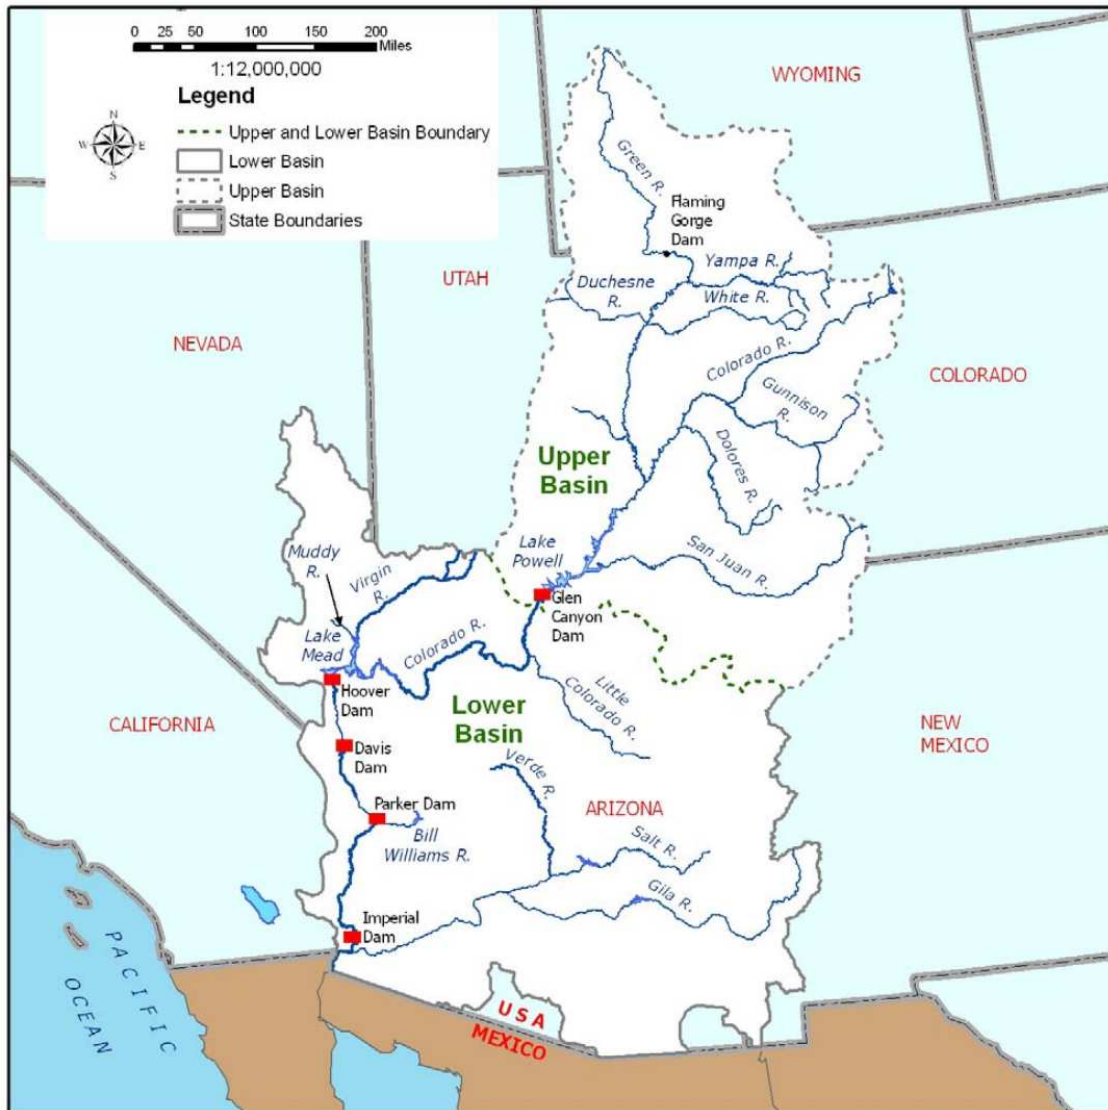 0 25 50 100 150 200
Miles
1:12,000,000
Legend
Upper and Lower Basin Boundary
Lower Basin
Upper Basin
State Boundaries
N
W
E
S
WYOMING
Green R.
Flaming
Gorge
Dam
UTAH
Duchesne
R.
Yampa R.
White R.
NEVADA
Colorado R.
COLORADO
Gunnison
R.
Dolores R.
Upper
Basin
Muddy
R.
Virgin
R.
Lake
Powell
San Juan R.
Glen
Canyon
Dam
Lake
Mead
Colorado R.
Hoover
Dam
Lower
Basin
Little
Colorado R.
CALIFORNIA
NEW
MEXICO
Davis
Dam
Verde R.
Parker Dam
ARIZONA
Bill
Williams R.
Salt R.
Gila R.
Imperial
Dam
PACIFIC
OCEAN
USA
MEXICO